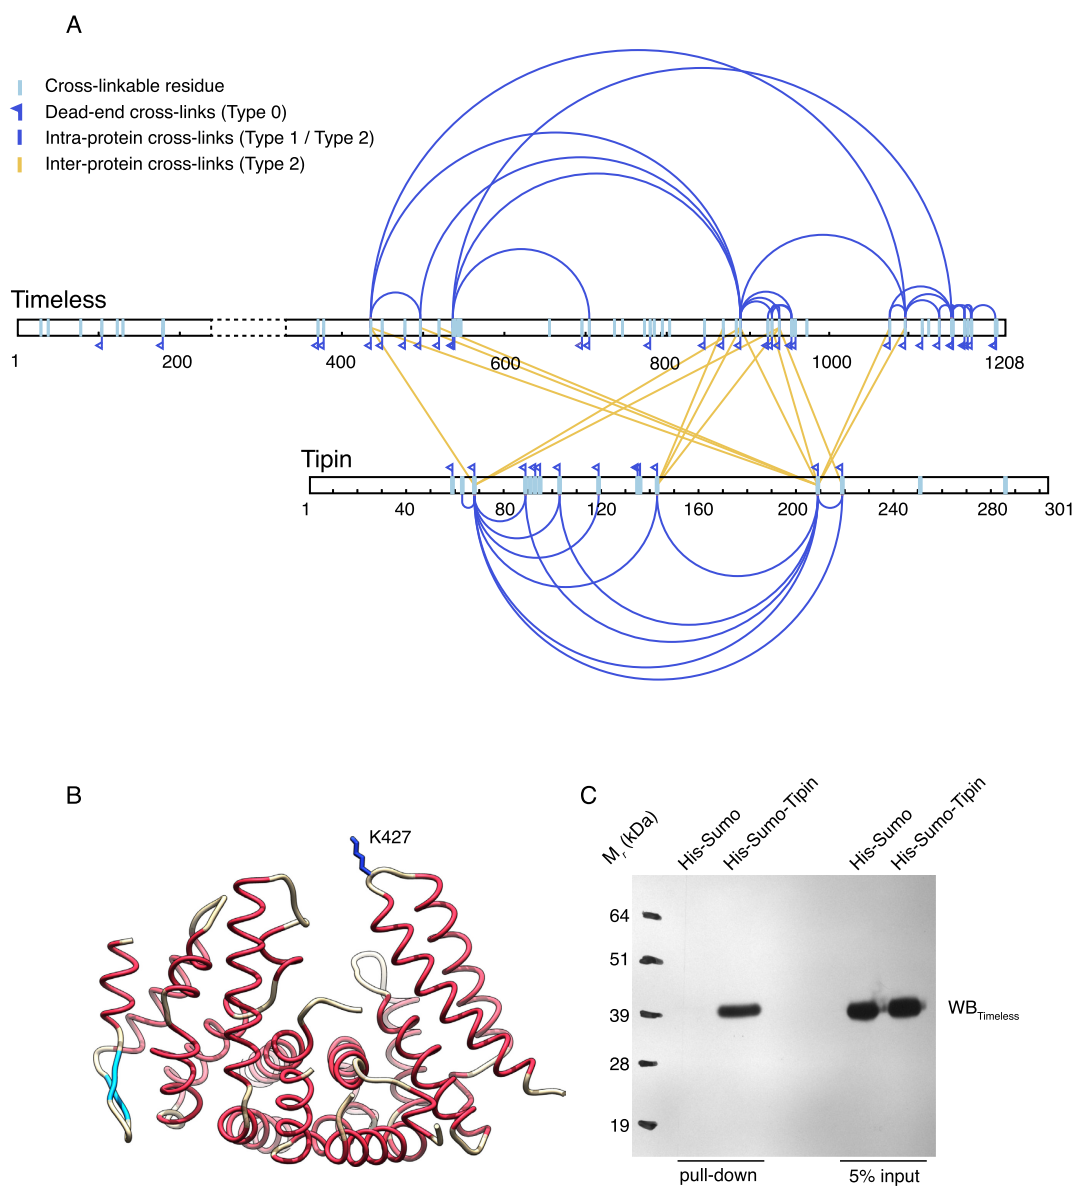 A
Cross-linkable residue
Dead-end cross-links (Type 0)
Intra-protein cross-links (Type 1 / Type 2)
Inter-protein cross-links (Type 2)
Timeless
1 200 400 600 800 1000 1208
Tipin
1 40 80 120 160 200 240 280 301
B
K427
C
Mr (kDa)
His-Sumo
His-Sumo-Tipin
His-Sumo
His-Sumo-Tipin
64
51
39
28
19
WBTimeless
pull-down
5% input